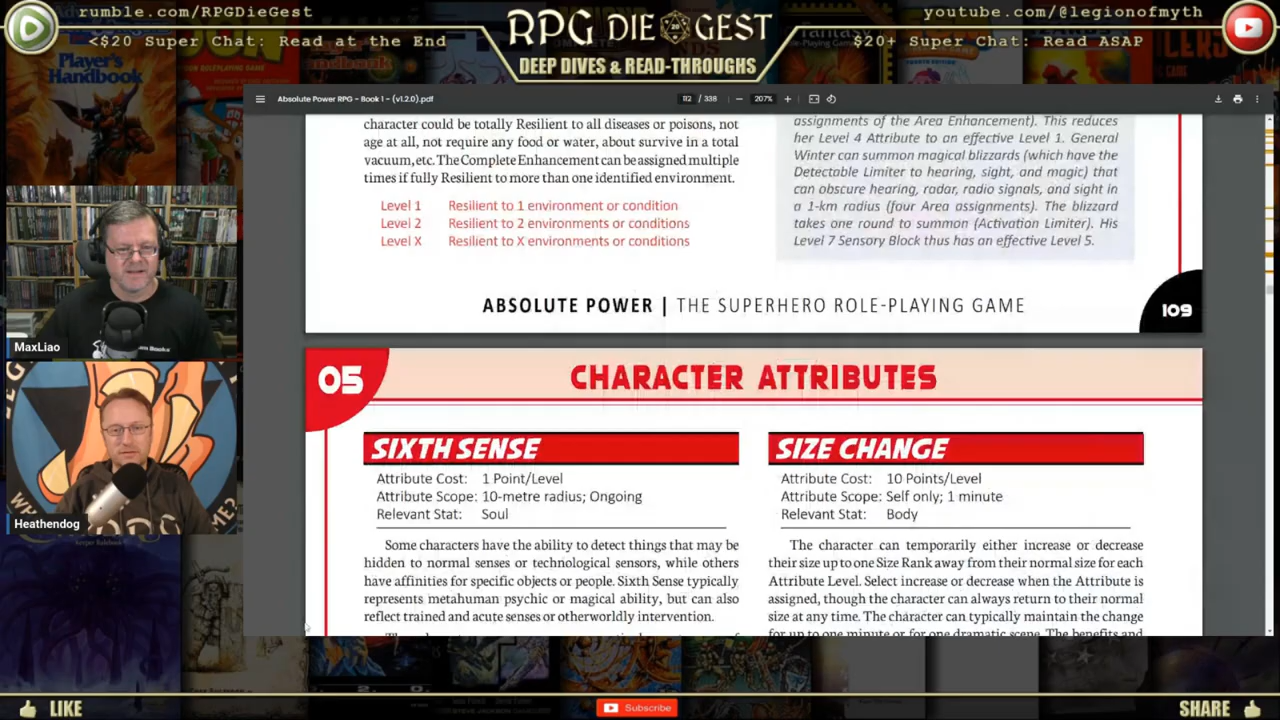 rumble.com/RPGDieGest
<$20 Super Chat: Read at the End
RPG DIE GEST
DEEP DIVES & READ-THROUGHS
youtube.com/@legionofmyth
$20+ Super Chat: Read ASAP
Player's
Handbook
Absolute Power RPG - Book 1 - (v1.2.0).pdf
112 / 338
207%
character could be totally Resilient to all diseases or poisons, not
age at all, not require any food or water, about survive in a total
vacuum, etc. The Complete Enhancement can be assigned multiple
times if fully Resilient to more than one identified environment.
Level 1 Resilient to 1 environment or condition
Level 2 Resilient to 2 environments or conditions
Level X Resilient to X environments or conditions
assignments of the Area Enhancement). This reduces
her Level 4 Attribute to an effective Level 1. General
Winter can summon magical blizzards (which have the
Detectable Limiter to hearing, sight, and magic) that
can obscure hearing, radar, radio signals, and sight in
a 1-km radius (four Area assignments). The blizzard
takes one round to summon (Activation Limiter). His
Level 7 Sensory Block thus has an effective Level 5.
ABSOLUTE POWER | THE SUPERHERO ROLE-PLAYING GAME
109
05
CHARACTER ATTRIBUTES
SIXTH SENSE
Attribute Cost: 1 Point/Level
Attribute Scope: 10-metre radius; Ongoing
Relevant Stat: Soul
Some characters have the ability to detect things that may be
hidden to normal senses or technological sensors, while others
have affinities for specific objects or people. Sixth Sense typically
represents metahuman psychic or magical ability, but can also
reflect trained and acute senses or otherworldly intervention.
SIZE CHANGE
Attribute Cost: 10 Points/Level
Attribute Scope: Self only; 1 minute
Relevant Stat: Body
The character can temporarily either increase or decrease
their size up to one Size Rank away from their normal size for each
Attribute Level. Select increase or decrease when the Attribute is
assigned, though the character can always return to their normal
size at any time. The character can typically maintain the change
for up to one minute or for one dramatic scene. The benefits and
MaxLiao
Heathendog
LIKE
Subscribe
SHARE